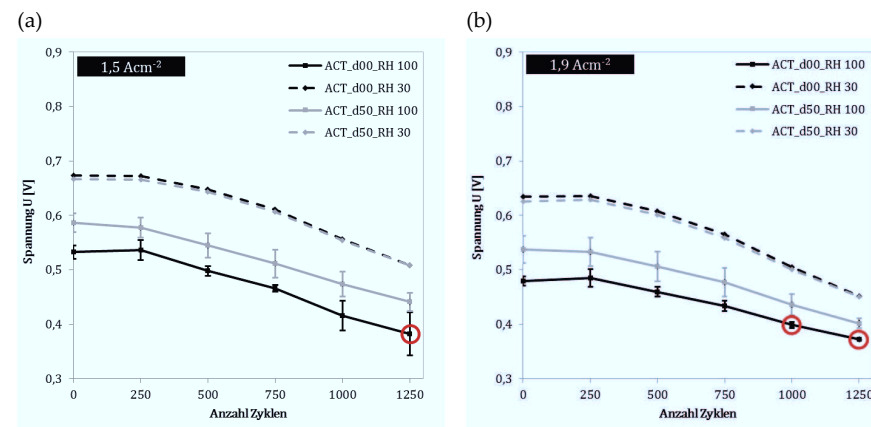 (a)
1,5 Acm-2
ACT_d00_RH 100
ACT_d00_RH 30
ACT_d50_RH 100
ACT_d50_RH 30
Spannung U [V]
0,9
0,8
0,7
0,6
0,5
0,4
0,3
0 250 500 750 1000 1250
Anzahl Zyklen
(b)
1,9 Acm-2
ACT_d00_RH 100
ACT_d00_RH 30
ACT_d50_RH 100
ACT_d50_RH 30
Spannung U [V]
0,9
0,8
0,7
0,6
0,5
0,4
0,3
0 250 500 750 1000 1250
Anzahl Zyklen